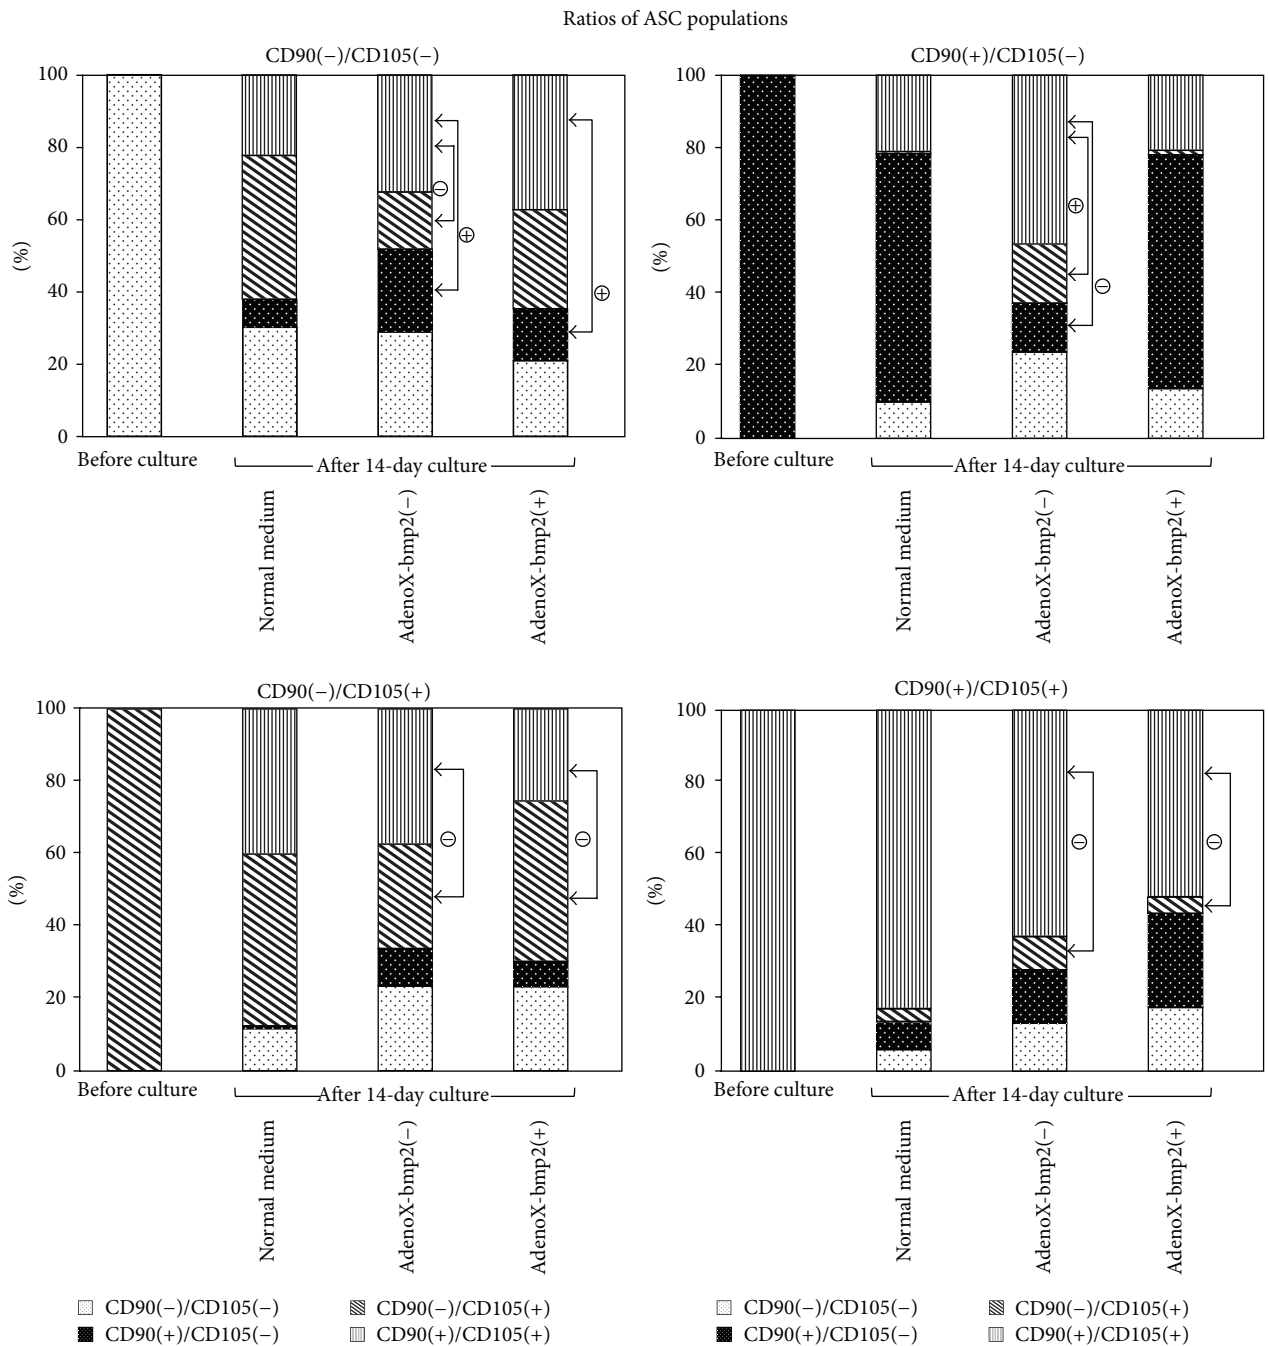 Ratios of ASC populations
CD90(−)/CD105(−)
100
80
60
40
20
0
(%)
⊖
⊕
⊕
Before culture
After 14-day culture
Normal medium
AdenoX-bmp2(−)
AdenoX-bmp2(+)
CD90(+)/CD105(−)
100
80
60
40
20
0
(%)
⊕
⊖
Before culture
After 14-day culture
Normal medium
AdenoX-bmp2(−)
AdenoX-bmp2(+)
CD90(−)/CD105(+)
100
80
60
40
20
0
(%)
⊖
⊖
Before culture
After 14-day culture
Normal medium
AdenoX-bmp2(−)
AdenoX-bmp2(+)
CD90(+)/CD105(+)
100
80
60
40
20
0
(%)
⊖
⊖
Before culture
After 14-day culture
Normal medium
AdenoX-bmp2(−)
AdenoX-bmp2(+)
CD90(−)/CD105(−)
CD90(+)/CD105(−)
CD90(−)/CD105(+)
CD90(+)/CD105(+)
CD90(−)/CD105(−)
CD90(+)/CD105(−)
CD90(−)/CD105(+)
CD90(+)/CD105(+)